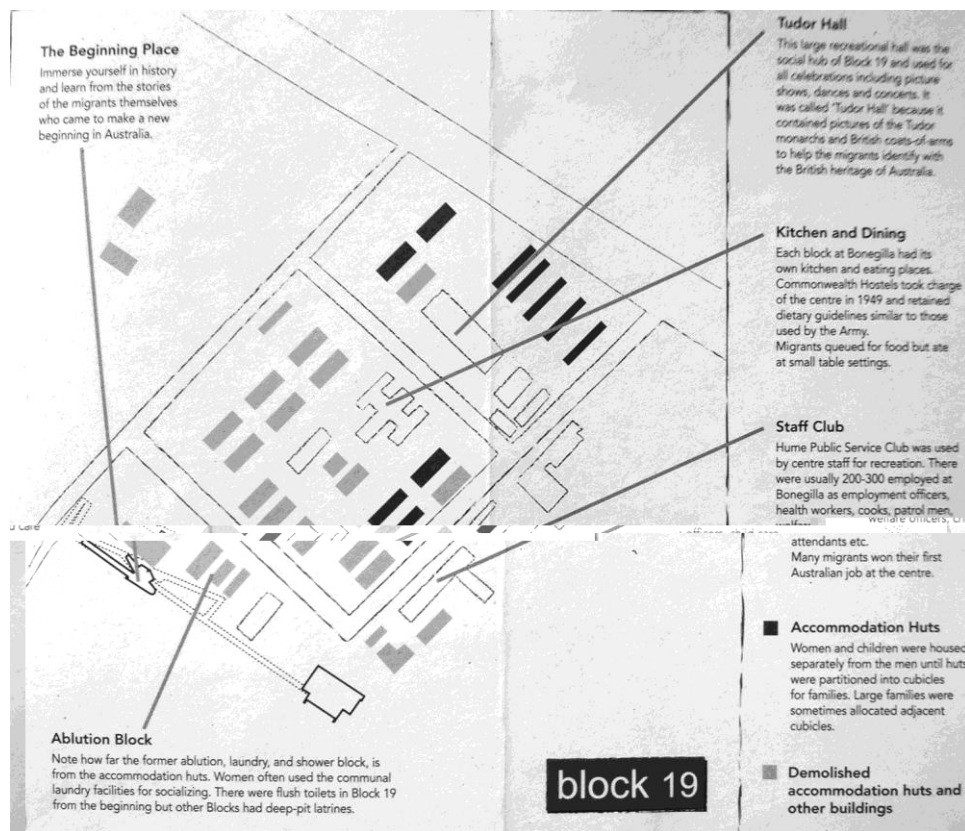 The Beginning Place
Immerse yourself in history
and learn from the stories
of the migrants themselves
who came to make a new
beginning in Australia.
Tudor Hall
This large recreational hall was the
social hub of Block 19 and used for
all celebrations including picture
shows, dances and concerts. It
was called 'Tudor Hall' because it
contained pictures of the Tudor
monarchs and British coats-of-arms
to help the migrants identify with
the British heritage of Australia.
Kitchen and Dining
Each block at Bonegilla had its
own kitchen and eating places.
Commonwealth Hostels took charge
of the centre in 1949 and retained
dietary guidelines similar to those
used by the Army.
Migrants queued for food but ate
at small table settings.
Staff Club
Hume Public Service Club was used
by centre staff for recreation. There
were usually 200-300 employed at
Bonegilla as employment officers,
health workers, cooks, patrol men,
welfare officers,
attendants etc.
Many migrants won their first
Australian job at the centre.
Accommodation Huts
Women and children were housed
separately from the men until huts
were partitioned into cubicles
for families. Large families were
sometimes allocated adjacent
cubicles.
Demolished
accommodation huts and
other buildings
Ablution Block
Note how far the former ablution, laundry, and shower block, is
from the accommodation huts. Women often used the communal
laundry facilities for socializing. There were flush toilets in Block 19
from the beginning but other Blocks had deep-pit latrines.
block 19